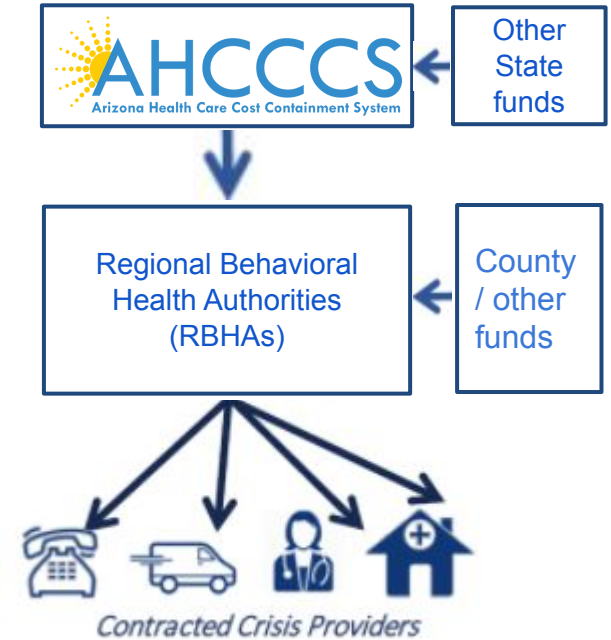 AHCCCS
Arizona Health Care Cost Containment System
Other
State
funds
Regional Behavioral
Health Authorities
(RBHAs)
County
/ other
funds
Contracted Crisis Providers